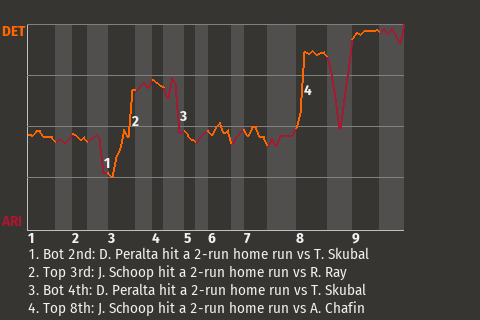 DET
1
2
3
4
ARI
1 2 3 4 5 6 7 8 9
1. Bot 2nd: D. Peralta hit a 2-run home run vs T. Skubal
2. Top 3rd: J. Schoop hit a 2-run home run vs R. Ray
3. Bot 4th: D. Peralta hit a 2-run home run vs T. Skubal
4. Top 8th: J. Schoop hit a 2-run home run vs A. Chafin